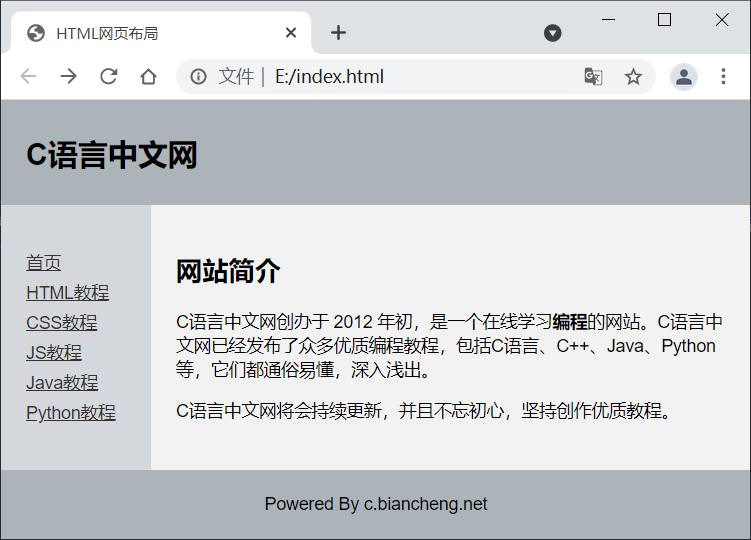 HTML网页布局
文件 | E:/index.html
C语言中文网
首页
HTML教程
CSS教程
JS教程
Java教程
Python教程
网站简介
C语言中文网创办于 2012 年初，是一个在线学习编程的网站。C语言中
文网已经发布了众多优质编程教程，包括C语言、C++、Java、Python
等，它们都通俗易懂，深入浅出。
C语言中文网将会持续更新，并且不忘初心，坚持创作优质教程。
Powered By c.biancheng.net